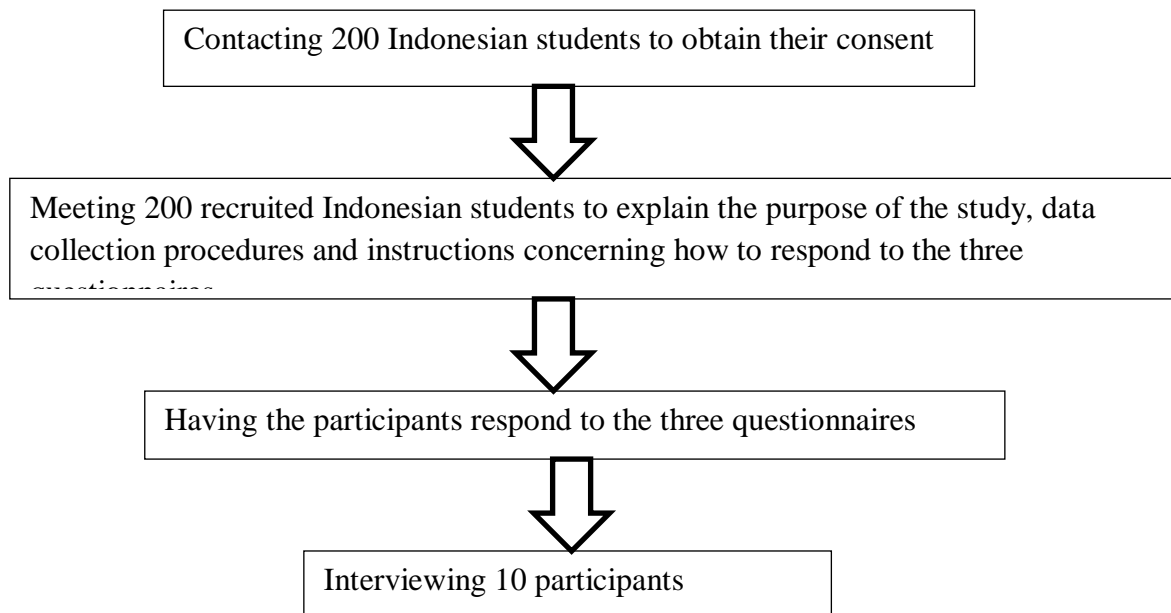 Contacting 200 Indonesian students to obtain their consent
Meeting 200 recruited Indonesian students to explain the purpose of the study, data
collection procedures and instructions concerning how to respond to the three
questionnaires
Having the participants respond to the three questionnaires
Interviewing 10 participants